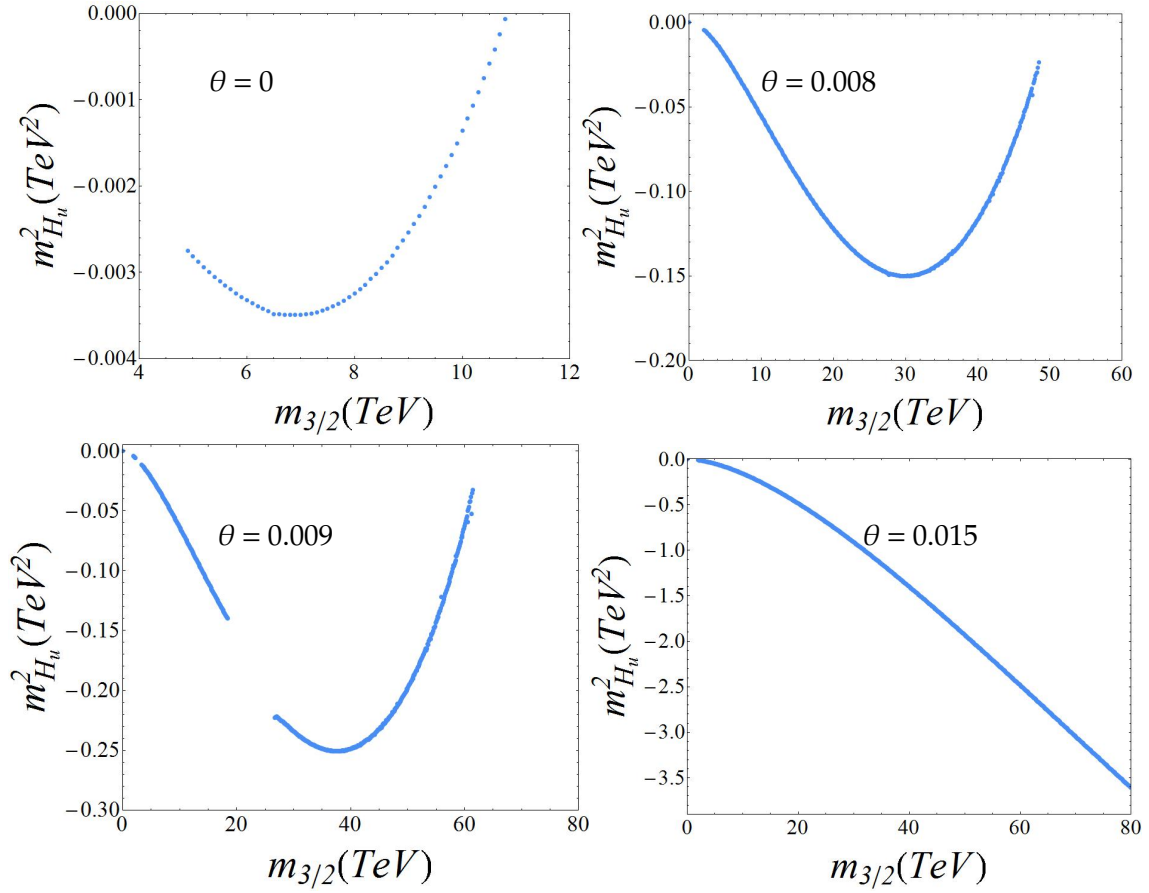 0.000
−0.001
−0.002
−0.003
−0.004
4 6 8 10 12
θ = 0
m²_{H_u}(TeV²)
m_{3/2}(TeV)
0.00
−0.05
−0.10
−0.15
−0.20
0 10 20 30 40 50 60
θ = 0.008
m²_{H_u}(TeV²)
m_{3/2}(TeV)
0.00
−0.05
−0.10
−0.15
−0.20
−0.25
−0.30
0 20 40 60 80
θ = 0.009
m²_{H_u}(TeV²)
m_{3/2}(TeV)
0.0
−0.5
−1.0
−1.5
−2.0
−2.5
−3.0
−3.5
0 20 40 60 80
θ = 0.015
m²_{H_u}(TeV²)
m_{3/2}(TeV)